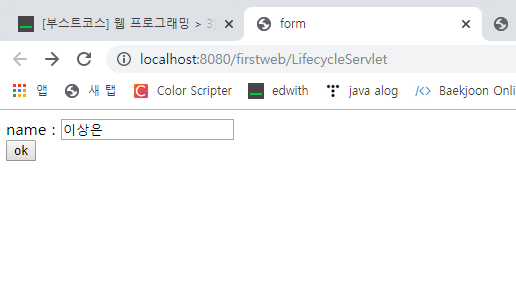 [부스트코스] 웹 프로그래밍 > 3
form
localhost:8080/firstweb/LifecycleServlet
앱 새 탭 Color Scripter edwith java alog Baekjoon Onli
name : 이상은
ok